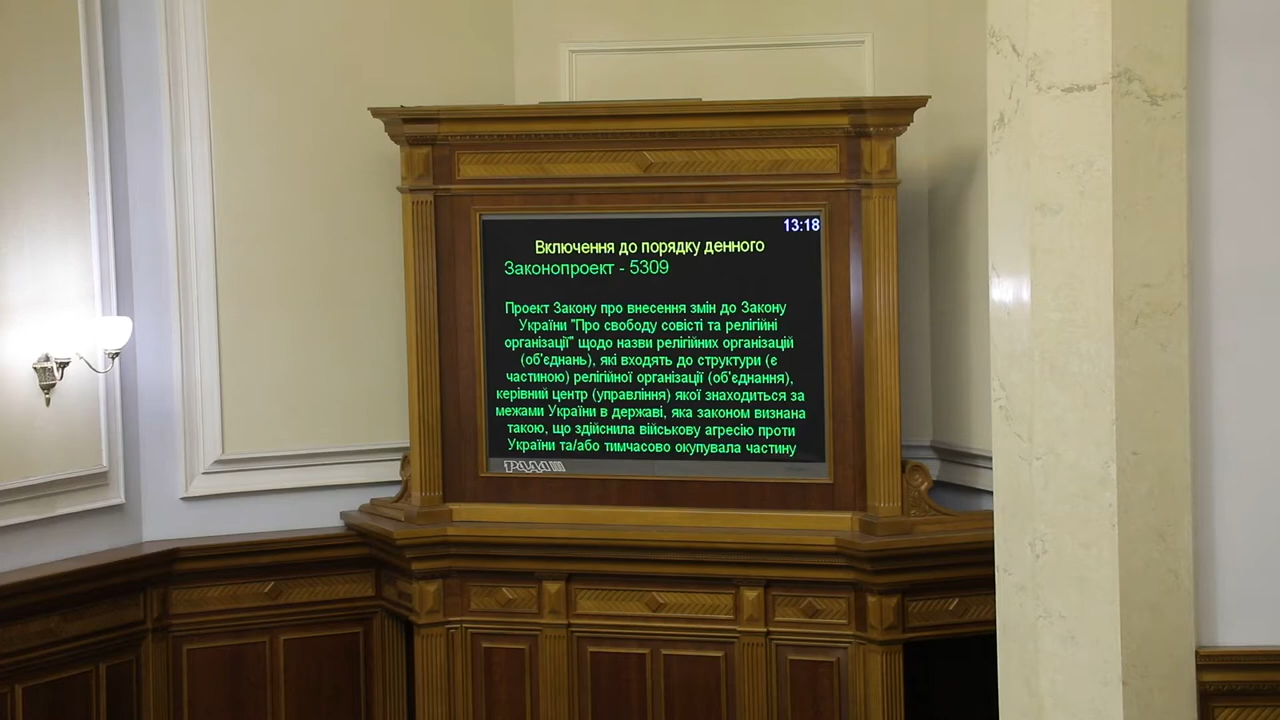 13:18
Включення до порядку денного
Законопроект - 5309
Проект Закону про внесення змін до Закону
України "Про свободу совісті та релігійні
організації" щодо назви релігійних організацій
(об'єднань), які входять до структури (є
частиною) релігійної організації (об'єднання),
керівний центр (управління) якої знаходиться за
межами України в державі, яка законом визнана
такою, що здійснила військову агресію проти
України та/або тимчасово окупувала частину
РАДА